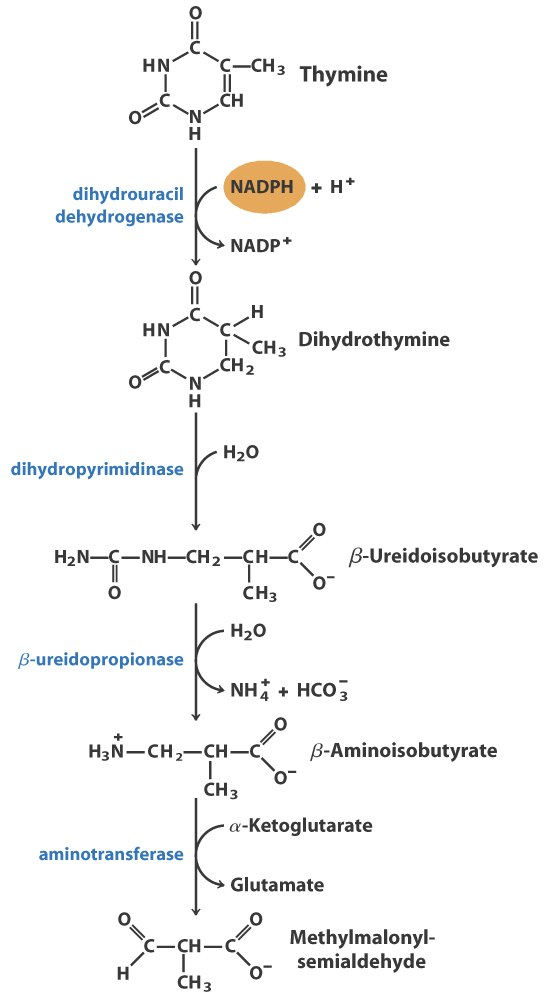 O
C
HN C—CH₃ Thymine
C CH
O N
H
NADPH + H⁺
dihydrouracil
dehydrogenase
NADP⁺
O
C H
HN C Dihydrothymine
CH₃
C CH₂
O N
H
H₂O
dihydropyrimidinase
O
H₂N—C—NH—CH₂—CH—C β-Ureidoisobutyrate
O⁻
O CH₃
H₂O
β-ureidopropionase
NH₄⁺ + HCO₃⁻
O
H₃N⁺—CH₂—CH—C β-Aminoisobutyrate
O⁻
CH₃
α-Ketoglutarate
aminotransferase
Glutamate
O O
C—CH—C Methylmalonyl-
semialdehyde
H O⁻
CH₃